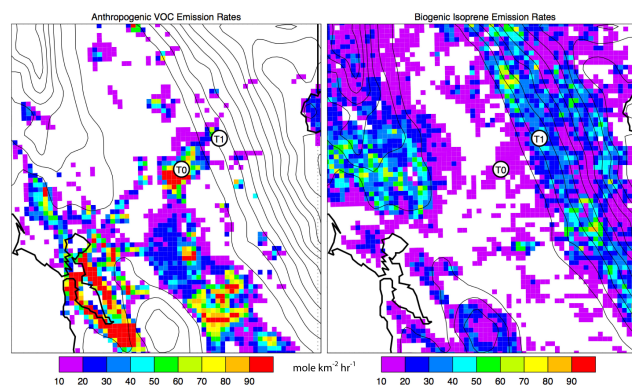 Anthropogenic VOC Emission Rates
Biogenic Isoprene Emission Rates
T1
T0
T1
T0
10 20 30 40 50 60 70 80 90
mole km⁻² hr⁻¹
10 20 30 40 50 60 70 80 90